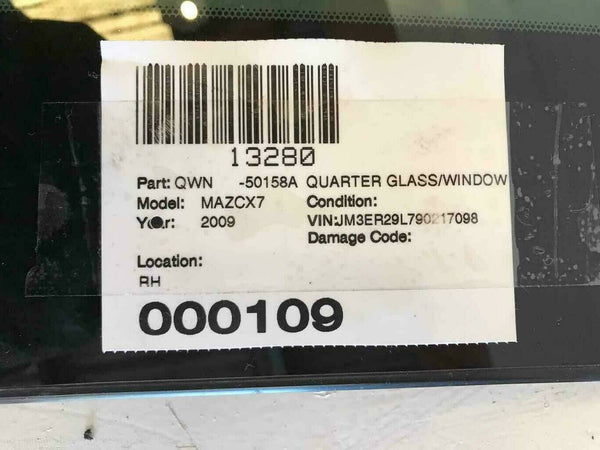 13280
Part: QWN -50158A QUARTER GLASS/WINDOW
Model: MAZCX7 Condition:
Year: 2009 VIN:JM3ER29L790217098
Damage Code:
Location:
RH
000109